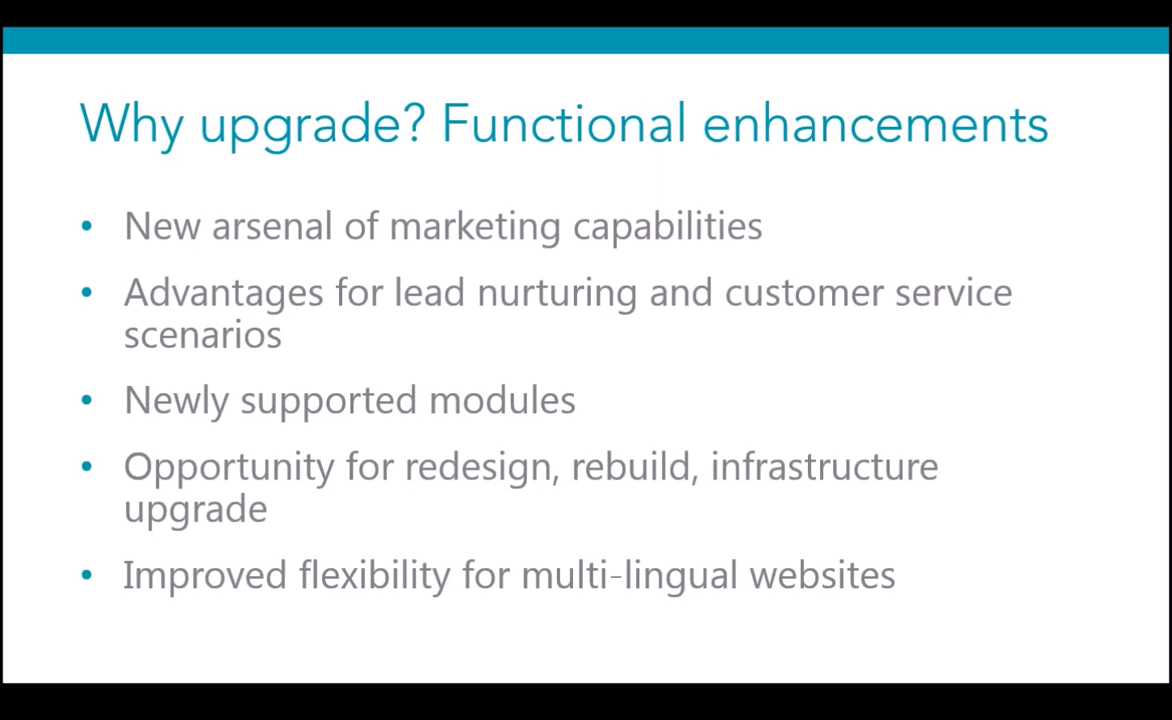 Why upgrade? Functional enhancements
• New arsenal of marketing capabilities
• Advantages for lead nurturing and customer service
scenarios
• Newly supported modules
• Opportunity for redesign, rebuild, infrastructure
upgrade
• Improved flexibility for multi-lingual websites